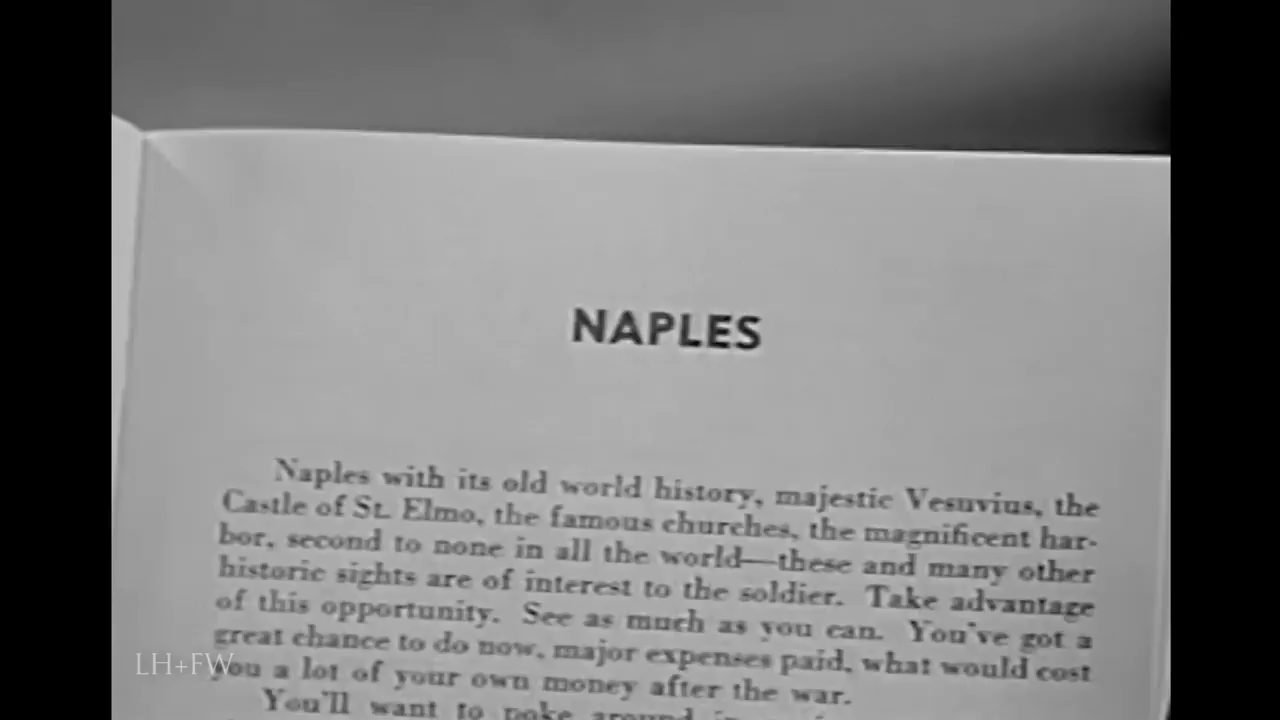 NAPLES
Naples with its old world history, majestic Vesuvius, the
Castle of St. Elmo, the famous churches, the magnificent har-
bor, second to none in all the world—these and many other
historic sights are of interest to the soldier. Take advantage
of this opportunity. See as much as you can. You've got a
great chance to do now, major expenses paid, what would cost
you a lot of your own money after the war.
You'll want to poke around in
LH+FW